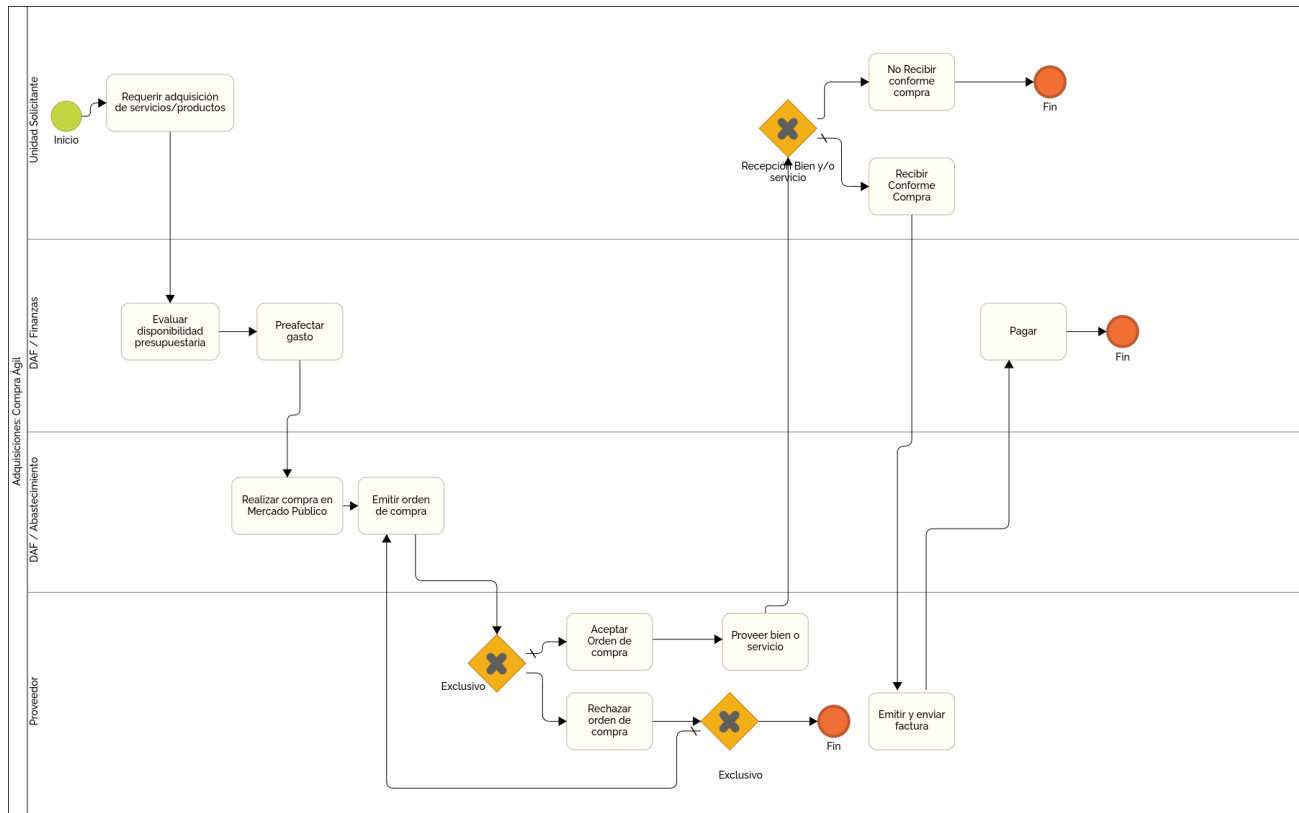 Adquisiciones: Compra Ágil
Unidad Solicitante
Inicio
Requerir adquisición
de servicios/productos
Recepción Bien y/o
servicio
No Recibir
conforme
compra
Fin
Recibir
Conforme
Compra
DAF / Finanzas
Evaluar
disponibilidad
presupuestaria
Preafectar
gasto
Pagar
Fin
DAF / Abastecimiento
Realizar compra en
Mercado Público
Emitir orden
de compra
Proveedor
Exclusivo
Aceptar
Orden de
compra
Proveer bien o
servicio
Rechazar
orden de
compra
Exclusivo
Fin
Emitir y enviar
factura